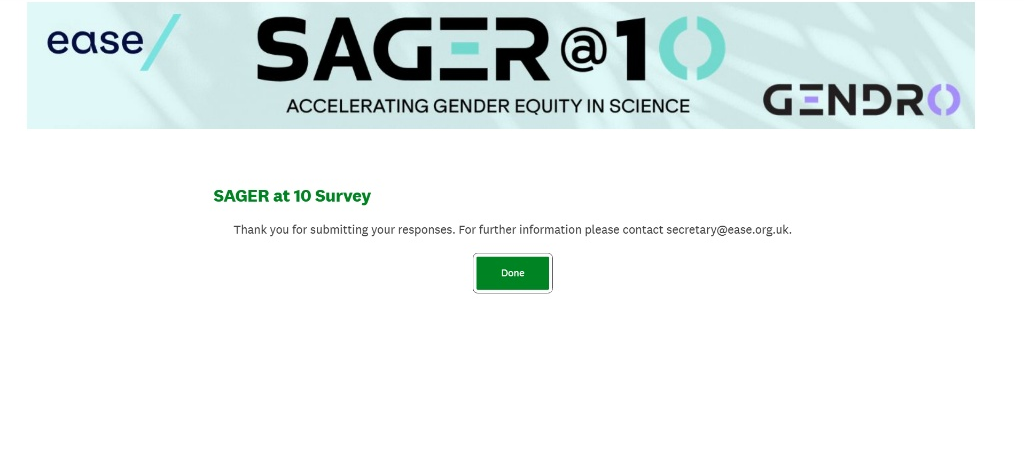 ease
SAGER@10
ACCELERATING GENDER EQUITY IN SCIENCE
GENDRO
SAGER at 10 Survey
Thank you for submitting your responses. For further information please contact secretary@ease.org.uk.
Done